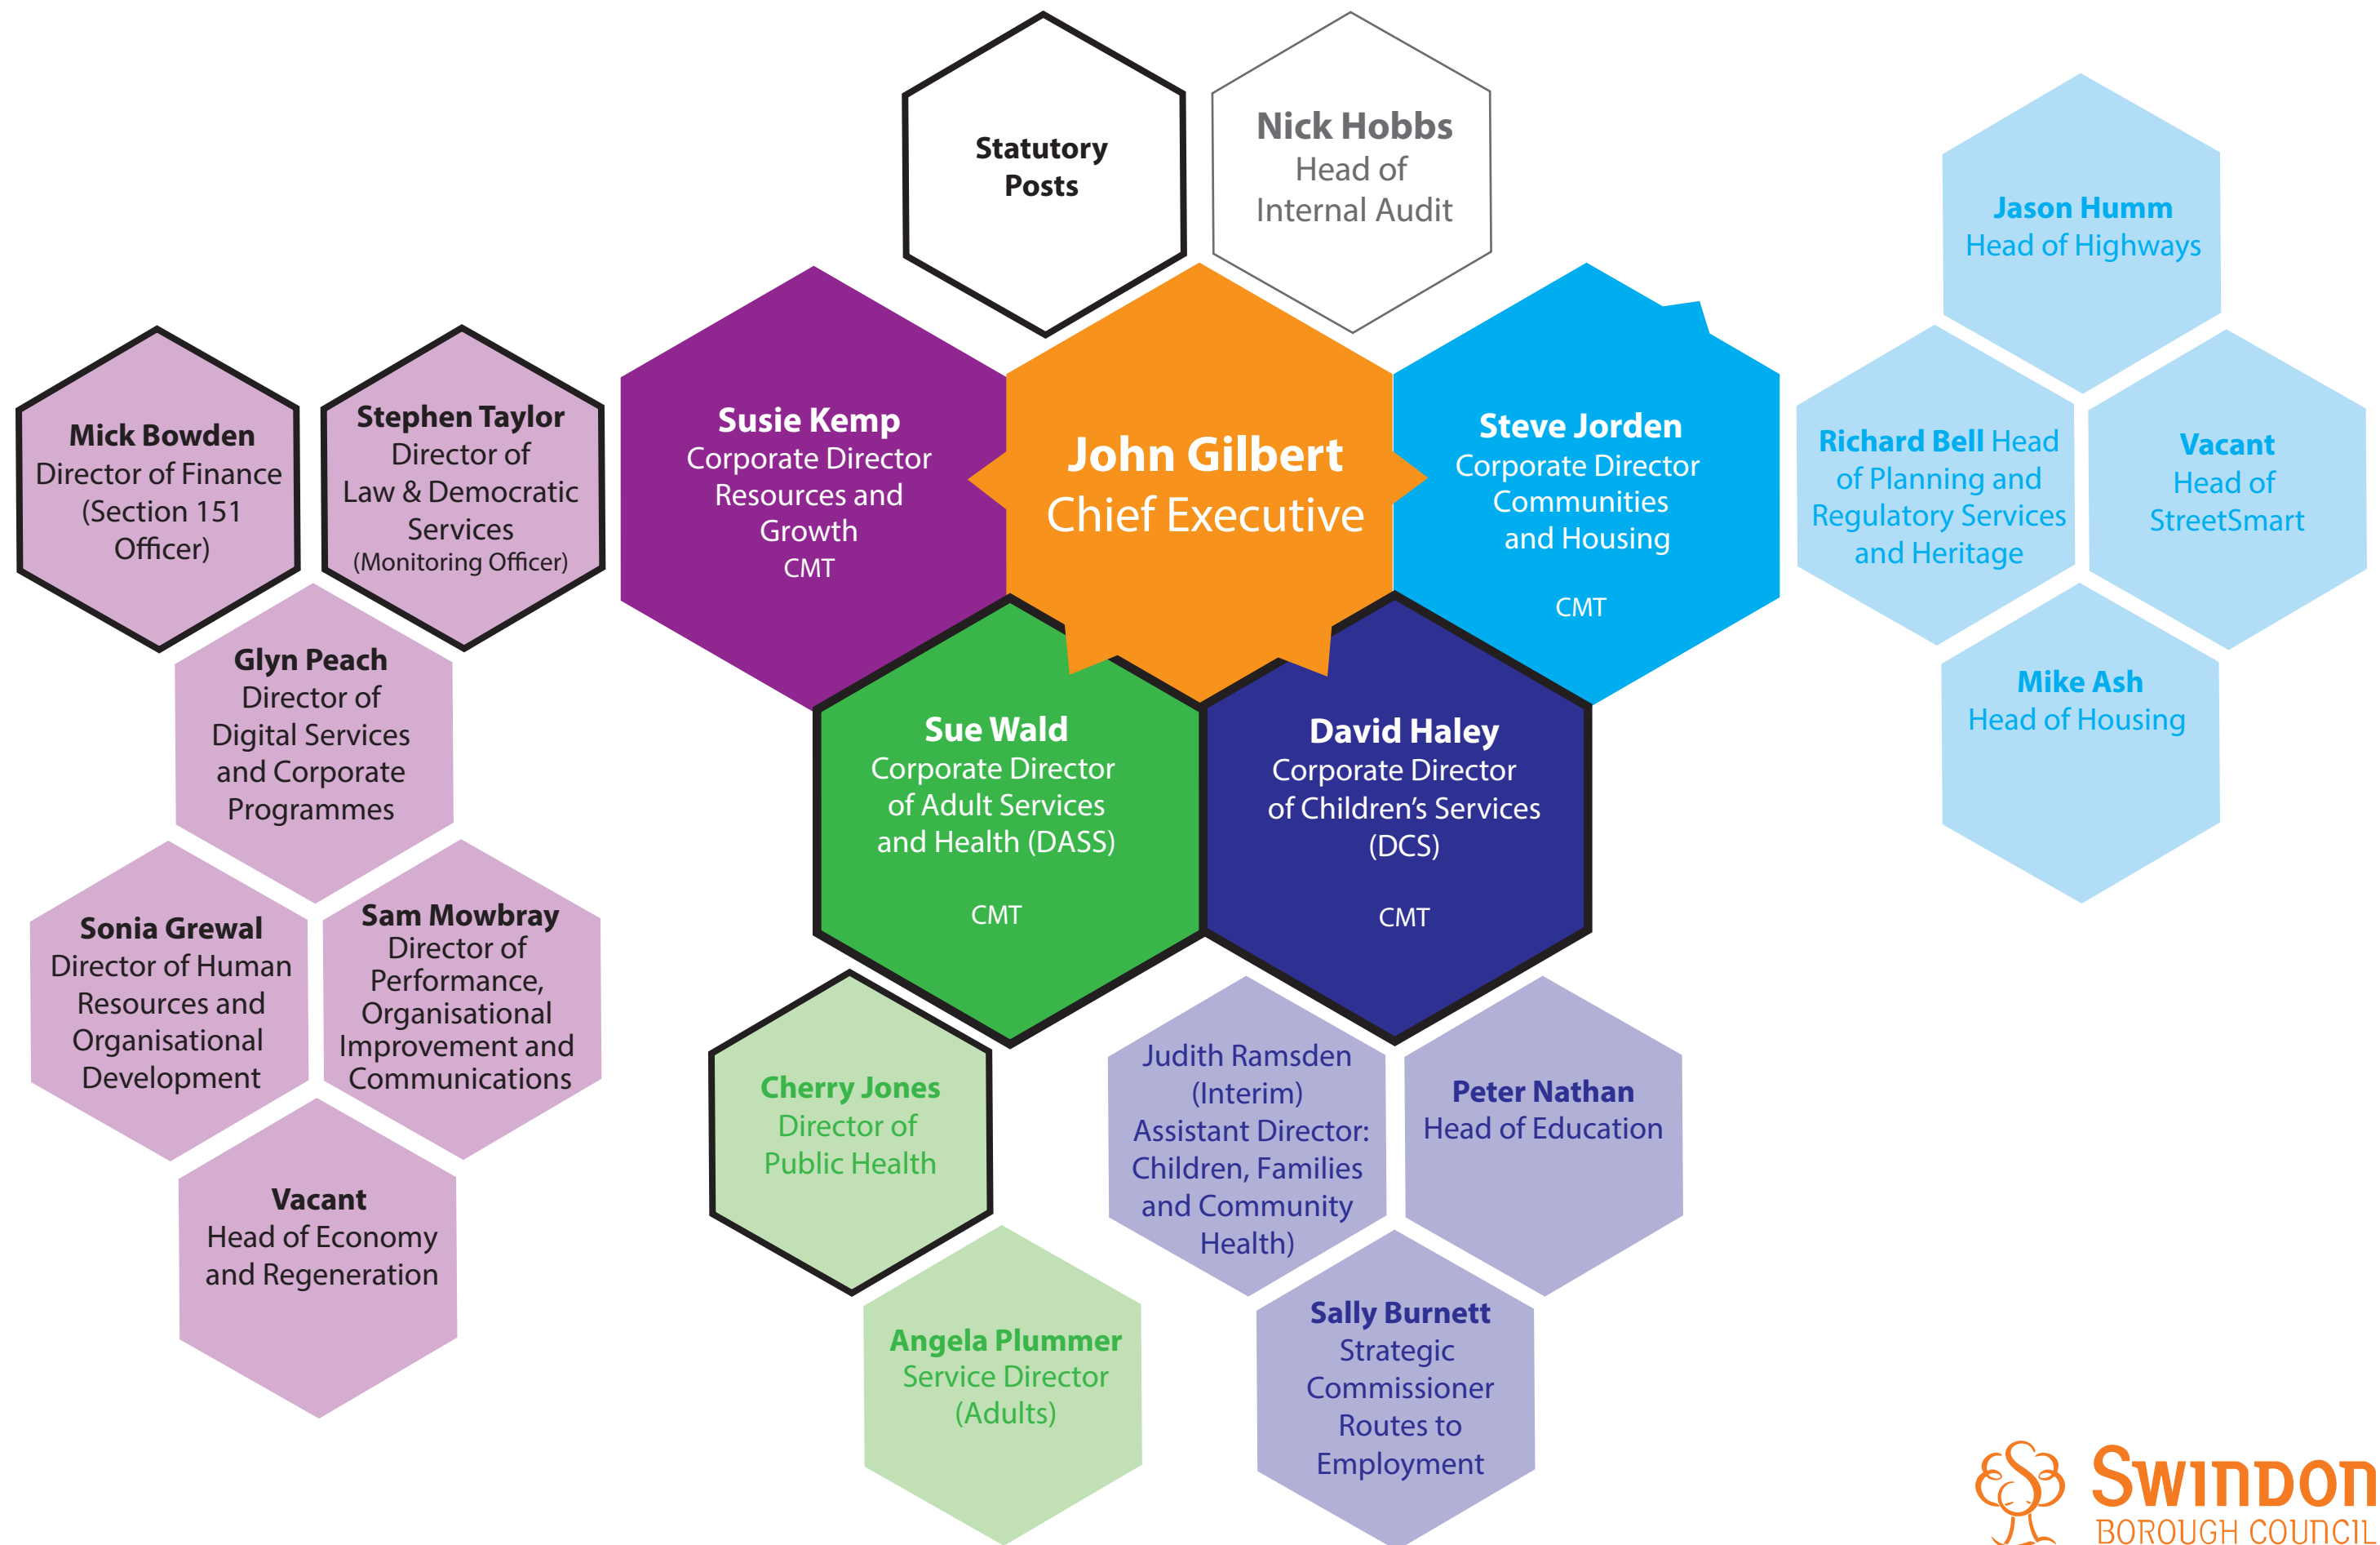 Statutory
Posts
Nick Hobbs
Head of
Internal Audit
Jason Humm
Head of Highways
Mick Bowden
Director of Finance
(Section 151
Officer)
Stephen Taylor
Director of
Law & Democratic
Services
(Monitoring Officer)
Susie Kemp
Corporate Director
Resources and
Growth
CMT
John Gilbert
Chief Executive
Steve Jorden
Corporate Director
Communities
and Housing
CMT
Richard Bell Head
of Planning and
Regulatory Services
and Heritage
Vacant
Head of
StreetSmart
Glyn Peach
Director of
Digital Services
and Corporate
Programmes
Sue Wald
Corporate Director
of Adult Services
and Health (DASS)
CMT
David Haley
Corporate Director
of Children’s Services
(DCS)
CMT
Mike Ash
Head of Housing
Sonia Grewal
Director of Human
Resources and
Organisational
Development
Sam Mowbray
Director of
Performance,
Organisational
Improvement and
Communications
Cherry Jones
Director of
Public Health
Judith Ramsden
(Interim)
Assistant Director:
Children, Families
and Community
Health)
Peter Nathan
Head of Education
Vacant
Head of Economy
and Regeneration
Angela Plummer
Service Director
(Adults)
Sally Burnett
Strategic
Commissioner
Routes to
Employment
SWINDON
BOROUGH COUNCIL